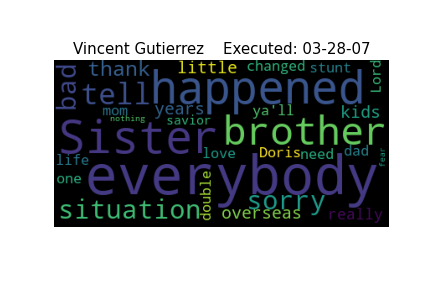 Vincent Gutierrez    Executed: 03-28-07
thank little changed stunt Lord
bad tell happened
mom years savior ya'll kids
nothing
Sister brother
life love Doris need dad fear
one everybody
situation double overseas sorry really